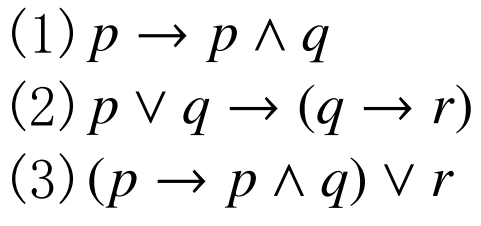 (1) p → p ∧ q
(2) p ∨ q → (q → r)
(3) (p → p ∧ q) ∨ r